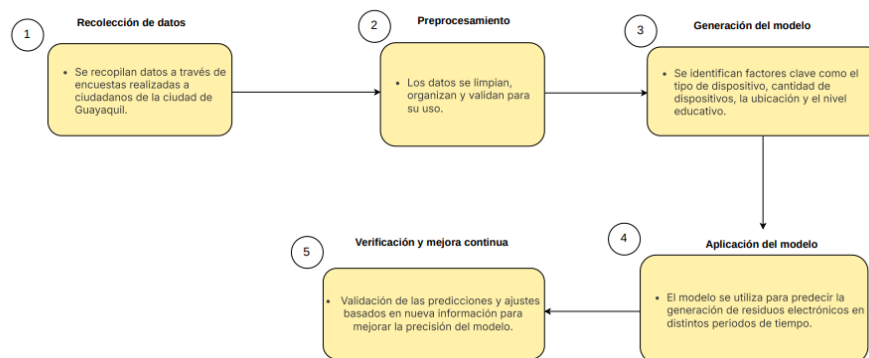 1
Recolección de datos
• Se recopilan datos a través de
encuestas realizadas a
ciudadanos de la ciudad de
Guayaquil.
2
Preprocesamiento
• Los datos se limpian,
organizan y validan para
su uso.
3
Generación del modelo
• Se identifican factores clave como el
tipo de dispositivo, cantidad de
dispositivos, la ubicación y el nivel
educativo.
4
Aplicación del modelo
• El modelo se utiliza para predecir la
generación de residuos electrónicos en
distintos periodos de tiempo.
5
Verificación y mejora continua
• Validación de las predicciones y ajustes
basados en nueva información para
mejorar la precisión del modelo.